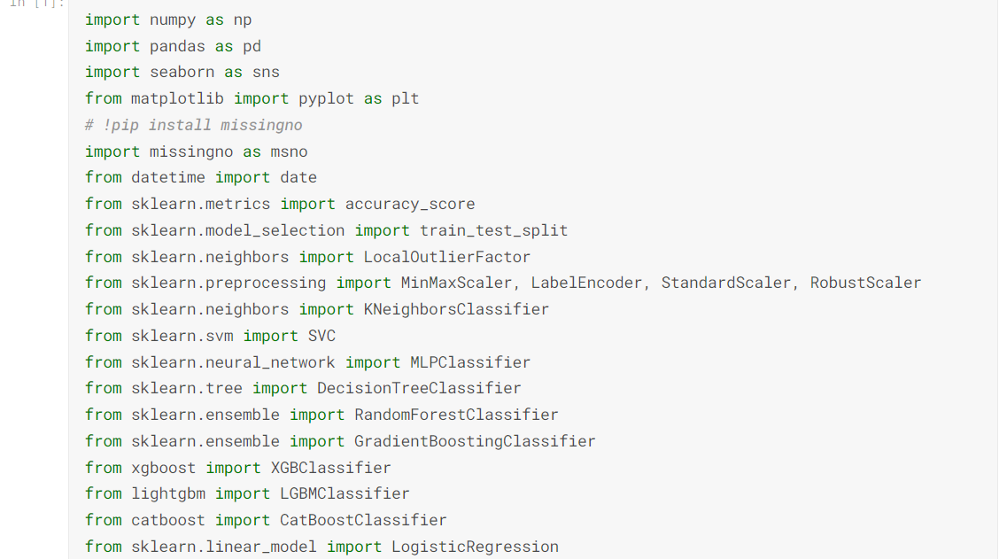 In [1]:
import numpy as np
import pandas as pd
import seaborn as sns
from matplotlib import pyplot as plt
# !pip install missingno
import missingno as msno
from datetime import date
from sklearn.metrics import accuracy_score
from sklearn.model_selection import train_test_split
from sklearn.neighbors import LocalOutlierFactor
from sklearn.preprocessing import MinMaxScaler, LabelEncoder, StandardScaler, RobustScaler
from sklearn.neighbors import KNeighborsClassifier
from sklearn.svm import SVC
from sklearn.neural_network import MLPClassifier
from sklearn.tree import DecisionTreeClassifier
from sklearn.ensemble import RandomForestClassifier
from sklearn.ensemble import GradientBoostingClassifier
from xgboost import XGBClassifier
from lightgbm import LGBMClassifier
from catboost import CatBoostClassifier
from sklearn.linear_model import LogisticRegression